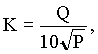 K = Q / 10√P,